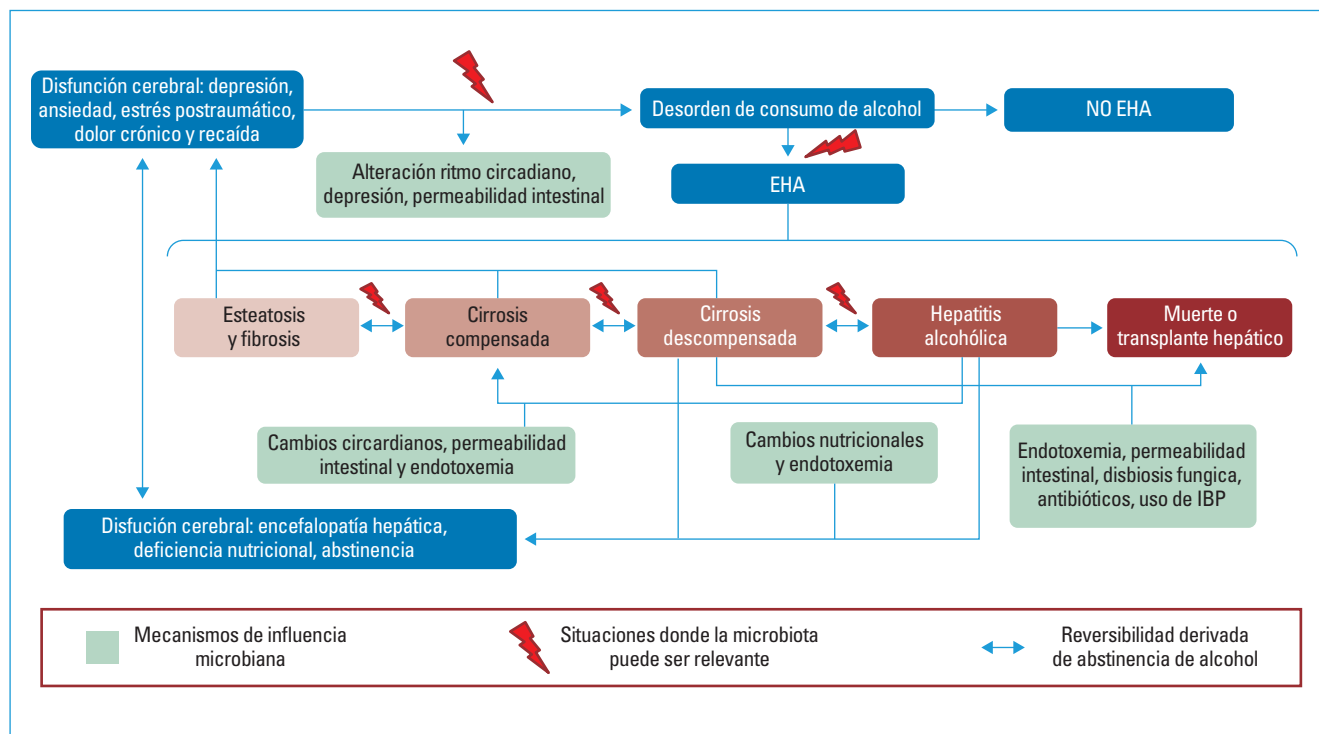 Disfunción cerebral: depresión,
ansiedad, estrés postraumático,
dolor crónico y recaída
Desorden de consumo de alcohol
NO EHA
Alteración ritmo circadiano,
depresión, permeabilidad intestinal
EHA
Esteatosis
y fibrosis
Cirrosis
compensada
Cirrosis
descompensada
Hepatitis
alcohólica
Muerte o
transplante hepático
Cambios circardianos, permeabilidad
intestinal y endotoxemia
Cambios nutricionales
y endotoxemia
Endotoxemia, permeabilidad
intestinal, disbiosis fungica,
antibióticos, uso de IBP
Disfución cerebral: encefalopatía hepática,
deficiencia nutricional, abstinencia
Mecanismos de influencia
microbiana
Situaciones donde la microbiota
puede ser relevante
Reversibilidad derivada
de abstinencia de alcohol